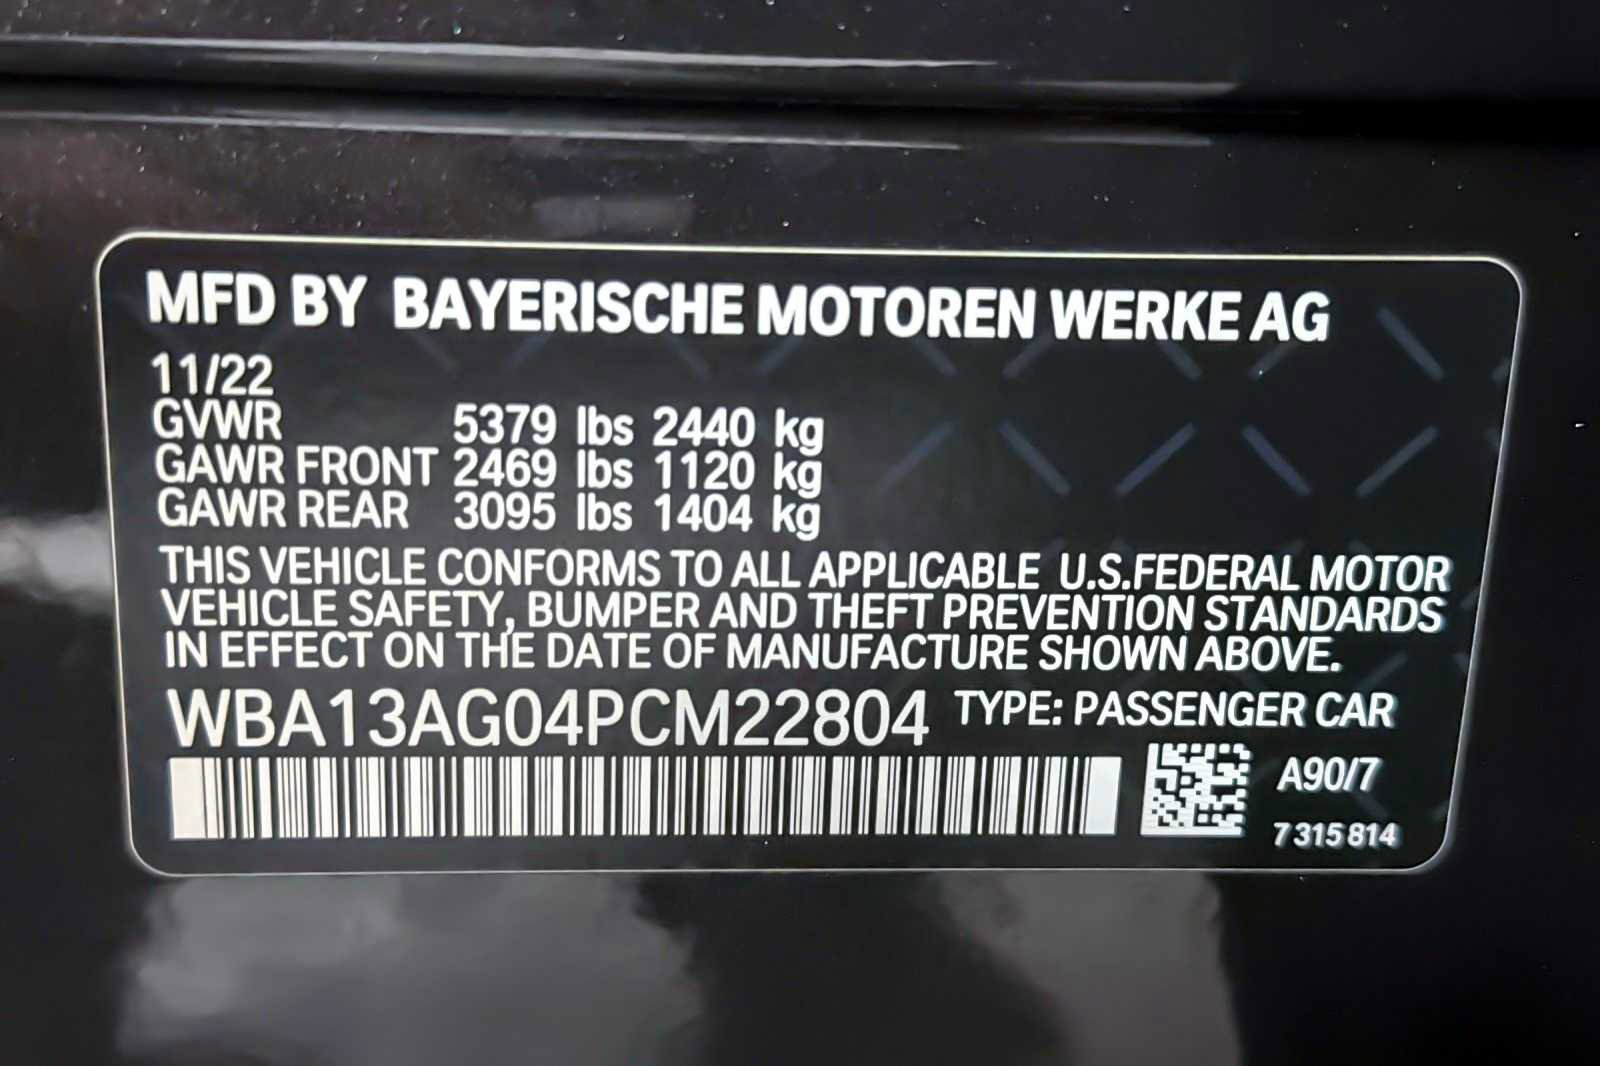 MFD BY BAYERISCHE MOTOREN WERKE AG
11/22
GVWR 5379 lbs 2440 kg
GAWR FRONT 2469 lbs 1120 kg
GAWR REAR 3095 lbs 1404 kg
THIS VEHICLE CONFORMS TO ALL APPLICABLE U.S.FEDERAL MOTOR
VEHICLE SAFETY, BUMPER AND THEFT PREVENTION STANDARDS
IN EFFECT ON THE DATE OF MANUFACTURE SHOWN ABOVE.
WBA13AG04PCM22804 TYPE: PASSENGER CAR
A90/7
7 315 814